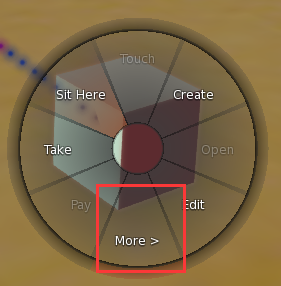 Touch
Sit Here
Create
Take
Open
Pay
Edit
More >